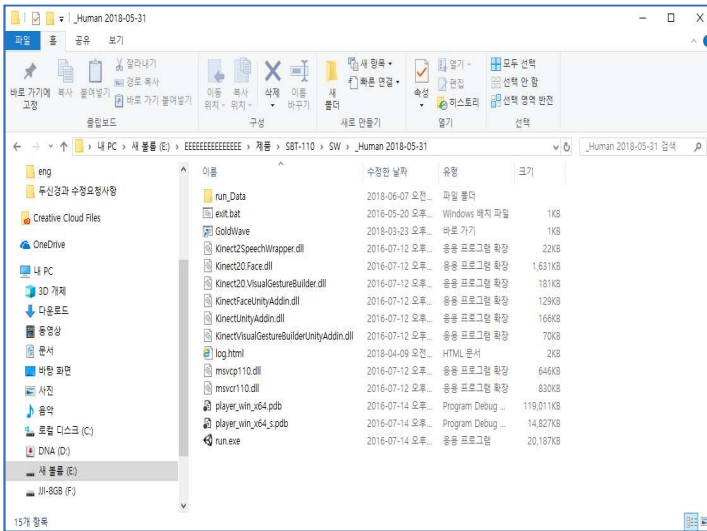 _Human 2018-05-31
파일 홈 공유 보기
바로 가기에 고정
복사
붙여넣기
잘라내기
경로 복사
바로 가기 붙여넣기
클립보드
이동 위치
복사 위치
삭제
이름 바꾸기
구성
새 폴더
새 항목
빠른 연결
새로 만들기
속성
열기
편집
히스토리
열기
모두 선택
선택 안 함
선택 영역 반전
선택
내 PC > 새 볼륨 (E:) > EEEEEEEEEEEEEEE > 제품 > SBT-110 > SW > _Human 2018-05-31
_Human 2018-05-31 검색
eng
두신경과 수정요청사항
Creative Cloud Files
OneDrive
내 PC
3D 개체
다운로드
동영상
문서
바탕 화면
사진
음악
로컬 디스크 (C:)
DNA (D:)
새 볼륨 (E:)
JJI-8GB (F:)
이름 수정한 날짜 유형 크기
run_Data 2018-06-07 오전... 파일 폴더
exit.bat 2016-05-20 오후... Windows 배치 파일 1KB
GoldWave 2018-03-23 오후... 바로 가기 1KB
Kinect2SpeechWrapper.dll 2016-07-12 오후... 응용 프로그램 확장 22KB
Kinect20.Face.dll 2016-07-12 오후... 응용 프로그램 확장 1,631KB
Kinect20.VisualGestureBuilder.dll 2016-07-12 오후... 응용 프로그램 확장 181KB
KinectFaceUnityAddin.dll 2016-07-12 오후... 응용 프로그램 확장 129KB
KinectUnityAddin.dll 2016-07-12 오후... 응용 프로그램 확장 166KB
KinectVisualGestureBuilderUnityAddin.dll 2016-07-12 오후... 응용 프로그램 확장 70KB
log.html 2018-04-09 오전... HTML 문서 2KB
msvcp110.dll 2016-07-12 오후... 응용 프로그램 확장 646KB
msvcr110.dll 2016-07-12 오후... 응용 프로그램 확장 830KB
player_win_x64.pdb 2016-07-14 오후... Program Debug ... 119,011KB
player_win_x64_s.pdb 2016-07-14 오후... Program Debug ... 14,827KB
run.exe 2016-07-14 오후... 응용 프로그램 20,187KB
15개 항목